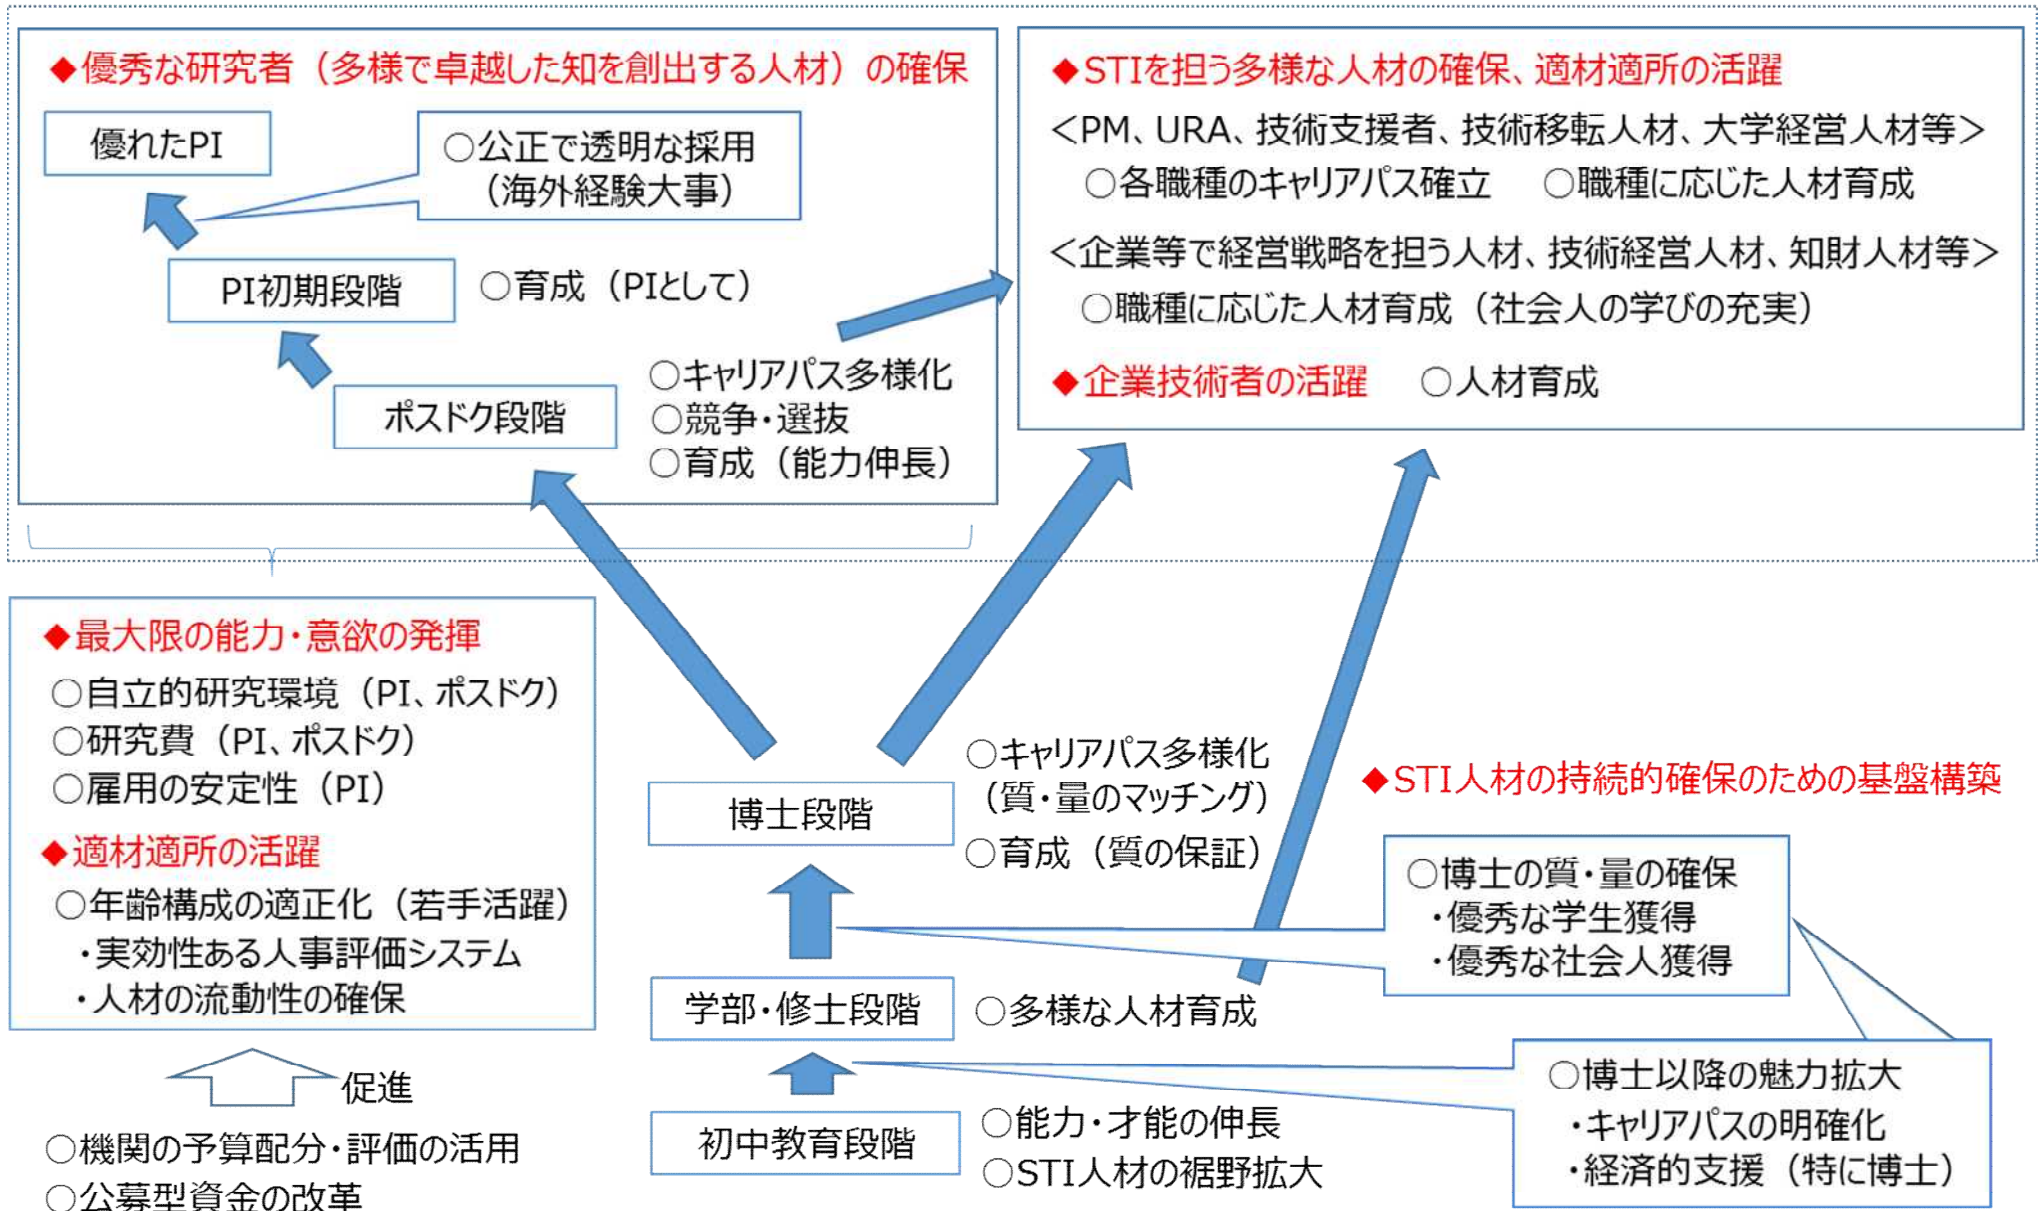 ◆優秀な研究者（多様で卓越した知を創出する人材）の確保
優れたPI
○公正で透明な採用
（海外経験大事）
PI初期段階
○育成（PIとして）
ポスドク段階
○キャリアパス多様化
○競争・選抜
○育成（能力伸長）
◆STIを担う多様な人材の確保、適材適所の活躍
＜PM、URA、技術支援者、技術移転人材、大学経営人材等＞
○各職種のキャリアパス確立　○職種に応じた人材育成
＜企業等で経営戦略を担う人材、技術経営人材、知財人材等＞
○職種に応じた人材育成（社会人の学びの充実）
◆企業技術者の活躍　○人材育成
◆最大限の能力・意欲の発揮
○自立的研究環境（PI、ポスドク）
○研究費（PI、ポスドク）
○雇用の安定性（PI）
◆適材適所の活躍
○年齢構成の適正化（若手活躍）
・実効性ある人事評価システム
・人材の流動性の確保
促進
○機関の予算配分・評価の活用
○公募型資金の改革
博士段階
○キャリアパス多様化
（質・量のマッチング）
○育成（質の保証）
学部・修士段階
○多様な人材育成
初中教育段階
○能力・才能の伸長
○STI人材の裾野拡大
◆STI人材の持続的確保のための基盤構築
○博士の質・量の確保
・優秀な学生獲得
・優秀な社会人獲得
○博士以降の魅力拡大
・キャリアパスの明確化
・経済的支援（特に博士）